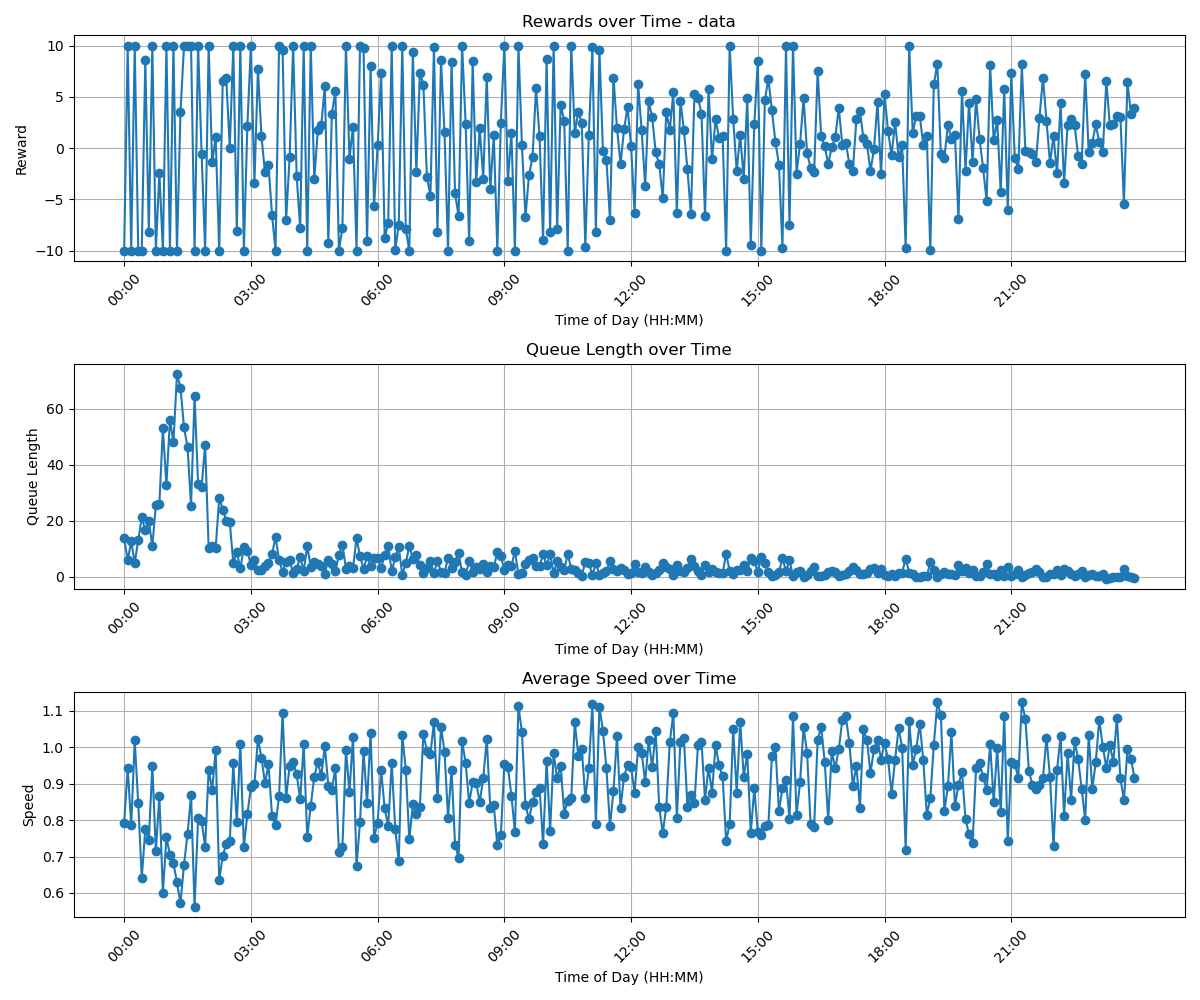 Rewards over Time - data
Reward
10
5
0
−5
−10
00:00 03:00 06:00 09:00 12:00 15:00 18:00 21:00
Time of Day (HH:MM)
Queue Length over Time
Queue Length
60
40
20
0
00:00 03:00 06:00 09:00 12:00 15:00 18:00 21:00
Time of Day (HH:MM)
Average Speed over Time
Speed
1.1
1.0
0.9
0.8
0.7
0.6
00:00 03:00 06:00 09:00 12:00 15:00 18:00 21:00
Time of Day (HH:MM)